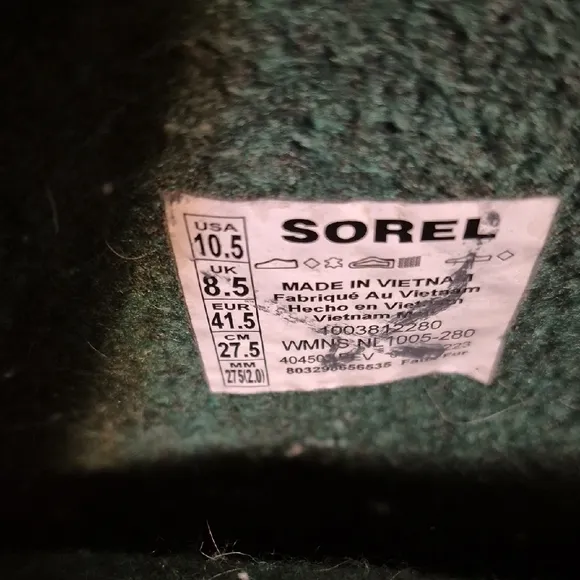 SOREL
USA
10.5
UK
8.5
EUR
41.5
CM
27.5
MM
275(2.0)
MADE IN VIETNAM
Fabriqué Au Vietnam
Hecho en Vietnam
Vietnam
1003812280
WMNS NL1005-280
803298656535